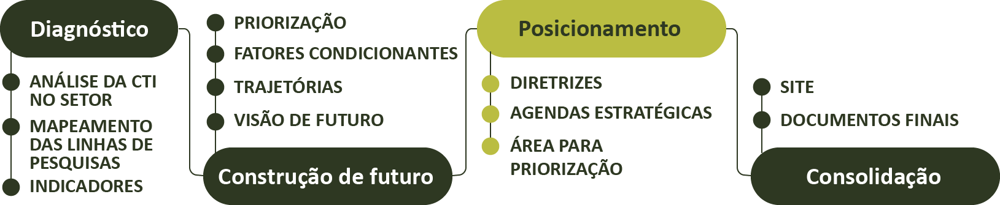 Diagnóstico
ANÁLISE DA CTI
NO SETOR
MAPEAMENTO
DAS LINHAS DE
PESQUISAS
INDICADORES
PRIORIZAÇÃO
FATORES CONDICIONANTES
TRAJETÓRIAS
VISÃO DE FUTURO
Construção de futuro
Posicionamento
DIRETRIZES
AGENDAS ESTRATÉGICAS
ÁREA PARA
PRIORIZAÇÃO
SITE
DOCUMENTOS FINAIS
Consolidação